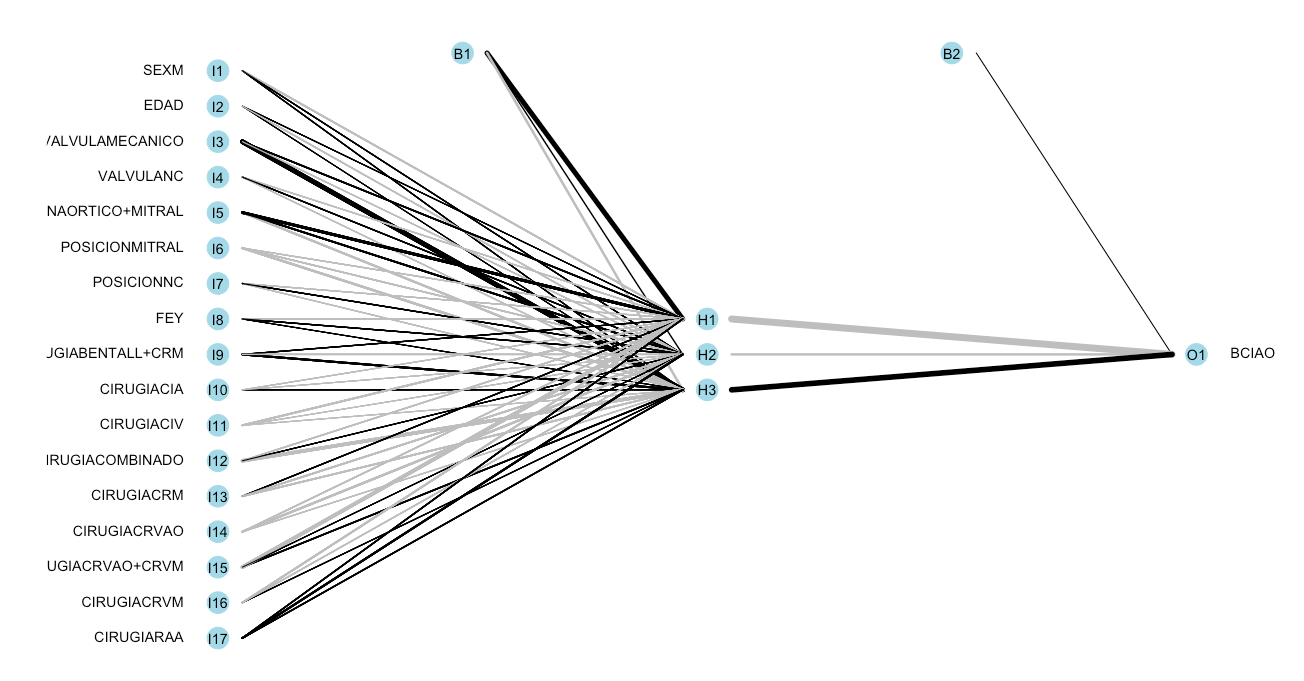 B1
B2
SEXM I1
EDAD I2
VALVULAMECANICO I3
VALVULANC I4
NAORTICO+MITRAL I5
POSICIONMITRAL I6
POSICIONNC I7
FEY I8 H1
UGIABENTALL+CRM I9 H2 O1 BCIAO
CIRUGIACIA I10 H3
CIRUGIACIV I11
IRUGIACOMBINADO I12
CIRUGIACRM I13
CIRUGIACRVAO I14
UGIACRVAO+CRVM I15
CIRUGIACRVM I16
CIRUGIARAA I17